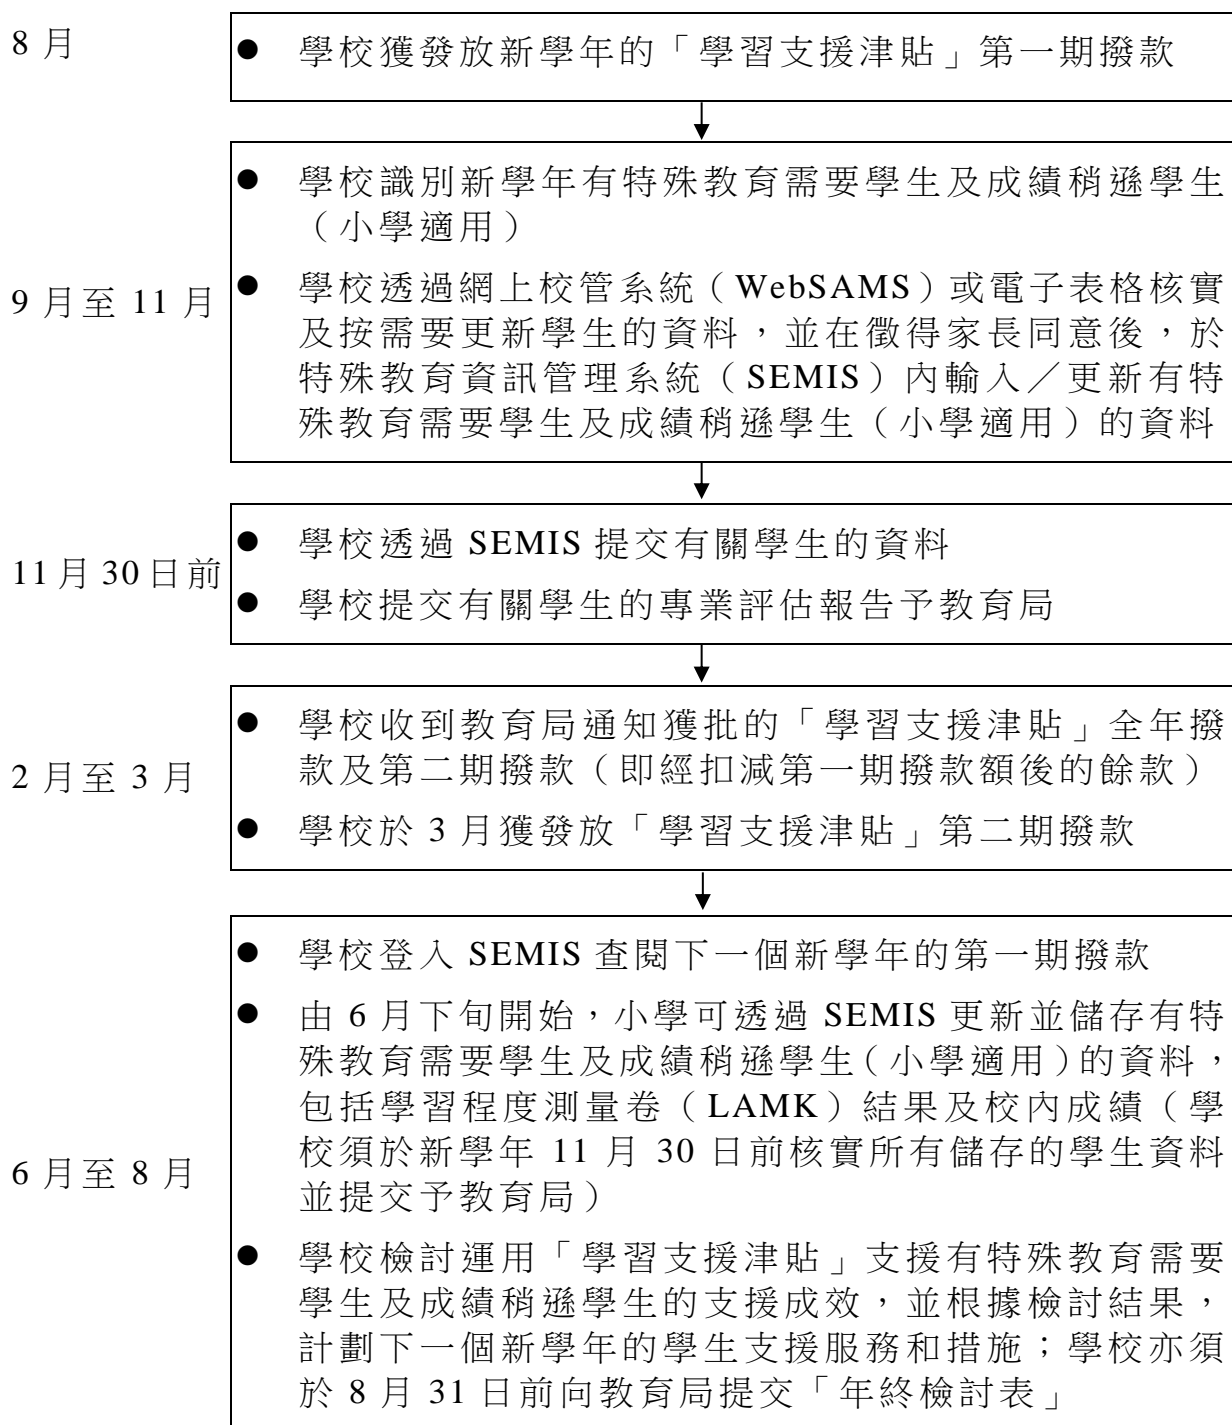 8 月
● 學校獲發放新學年的「學習支援津貼」第一期撥款
9 月至 11 月
● 學校識別新學年有特殊教育需要學生及成績稍遜學生
（小學適用）
● 學校透過網上校管系統（WebSAMS）或電子表格核實
及按需要更新學生的資料，並在徵得家長同意後，於
特殊教育資訊管理系統（SEMIS）內輸入／更新有特
殊教育需要學生及成績稍遜學生（小學適用）的資料
11 月 30 日前
● 學校透過 SEMIS 提交有關學生的資料
● 學校提交有關學生的專業評估報告予教育局
2 月至 3 月
● 學校收到教育局通知獲批的「學習支援津貼」全年撥
款及第二期撥款（即經扣減第一期撥款額後的餘款）
● 學校於 3 月獲發放「學習支援津貼」第二期撥款
6 月至 8 月
● 學校登入 SEMIS 查閱下一個新學年的第一期撥款
● 由 6 月下旬開始，小學可透過 SEMIS 更新並儲存有特
殊教育需要學生及成績稍遜學生（小學適用）的資料，
包括學習程度測量卷（LAMK）結果及校內成績（學
校須於新學年 11 月 30 日前核實所有儲存的學生資料
並提交予教育局）
● 學校檢討運用「學習支援津貼」支援有特殊教育需要
學生及成績稍遜學生的支援成效，並根據檢討結果，
計劃下一個新學年的學生支援服務和措施；學校亦須
於 8 月 31 日前向教育局提交「年終檢討表」